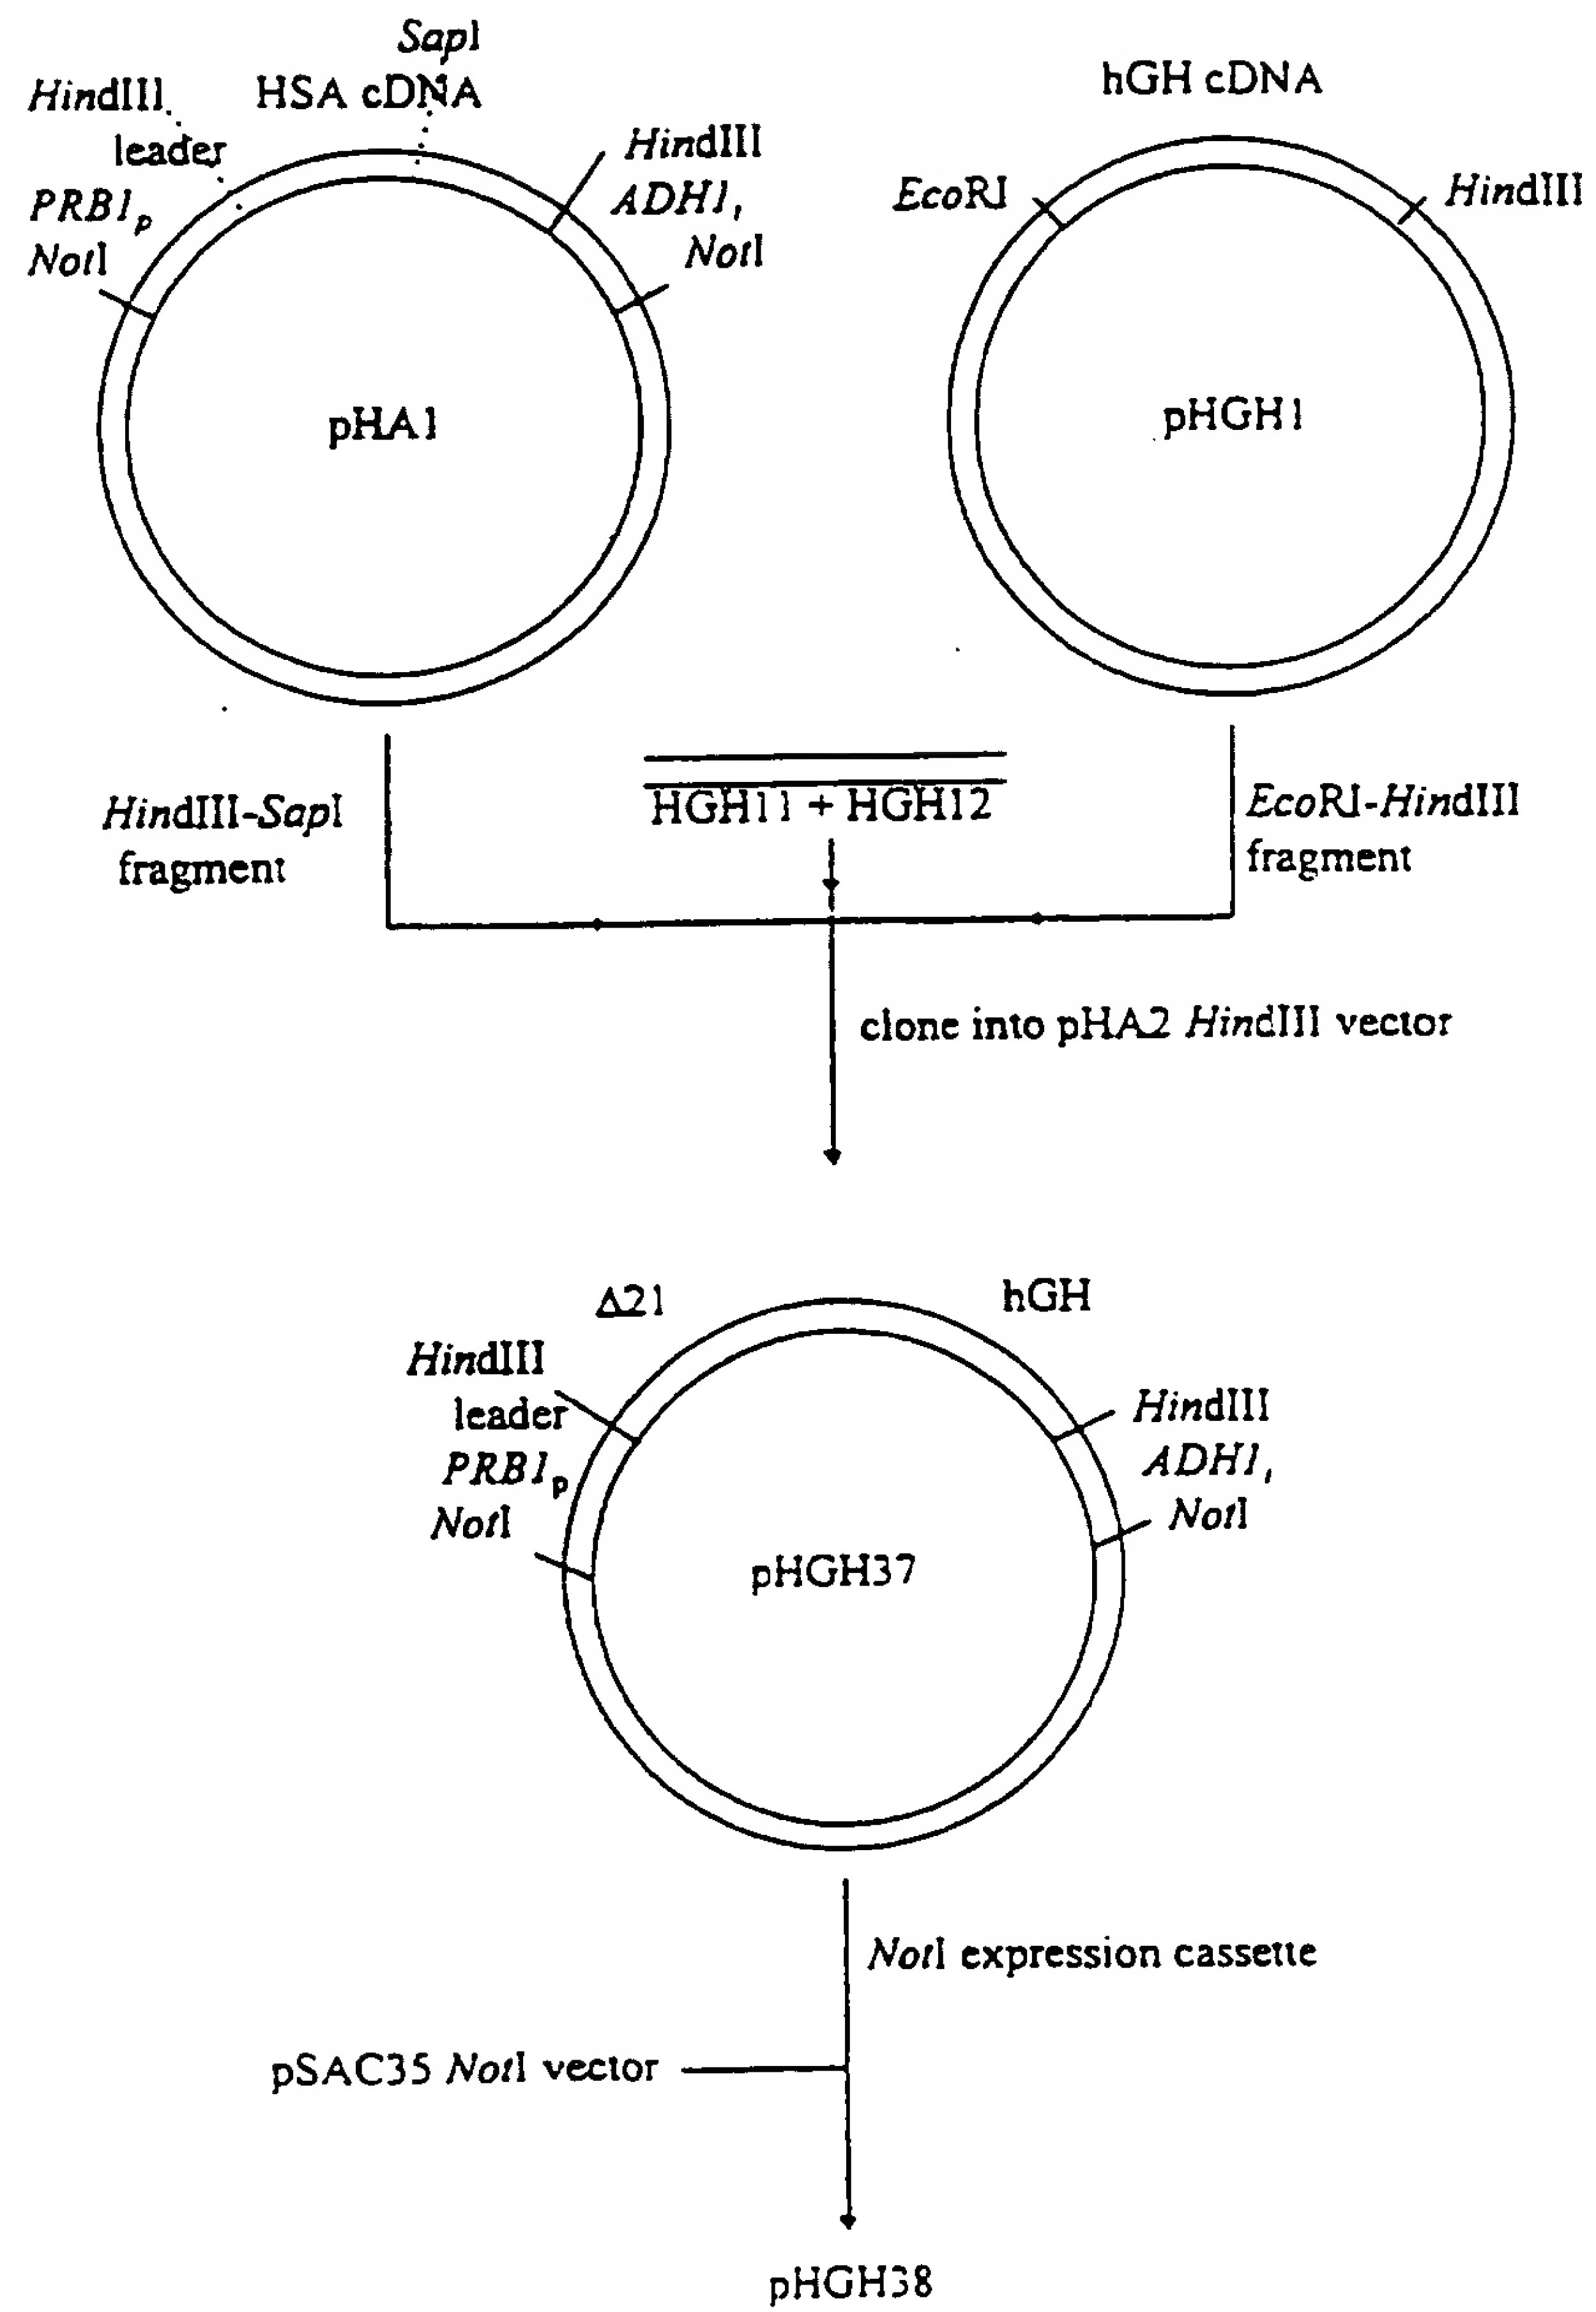 SapI
HindIII
HSA cDNA
leader
PRB1p
NotI
HindIII
ADH1t
NotI
pHA1
hGH cDNA
EcoRI
HindIII
pHGH1
HindIII-SapI
fragment
HGH11 + HGH12
EcoRI-HindIII
fragment
clone into pHA2 HindIII vector
Δ21
hGH
HindIII
leader
PRB1p
NotI
HindIII
ADH1t
NotI
pHGH37
NotI expression cassette
pSAC35 NotI vector
pHGH38